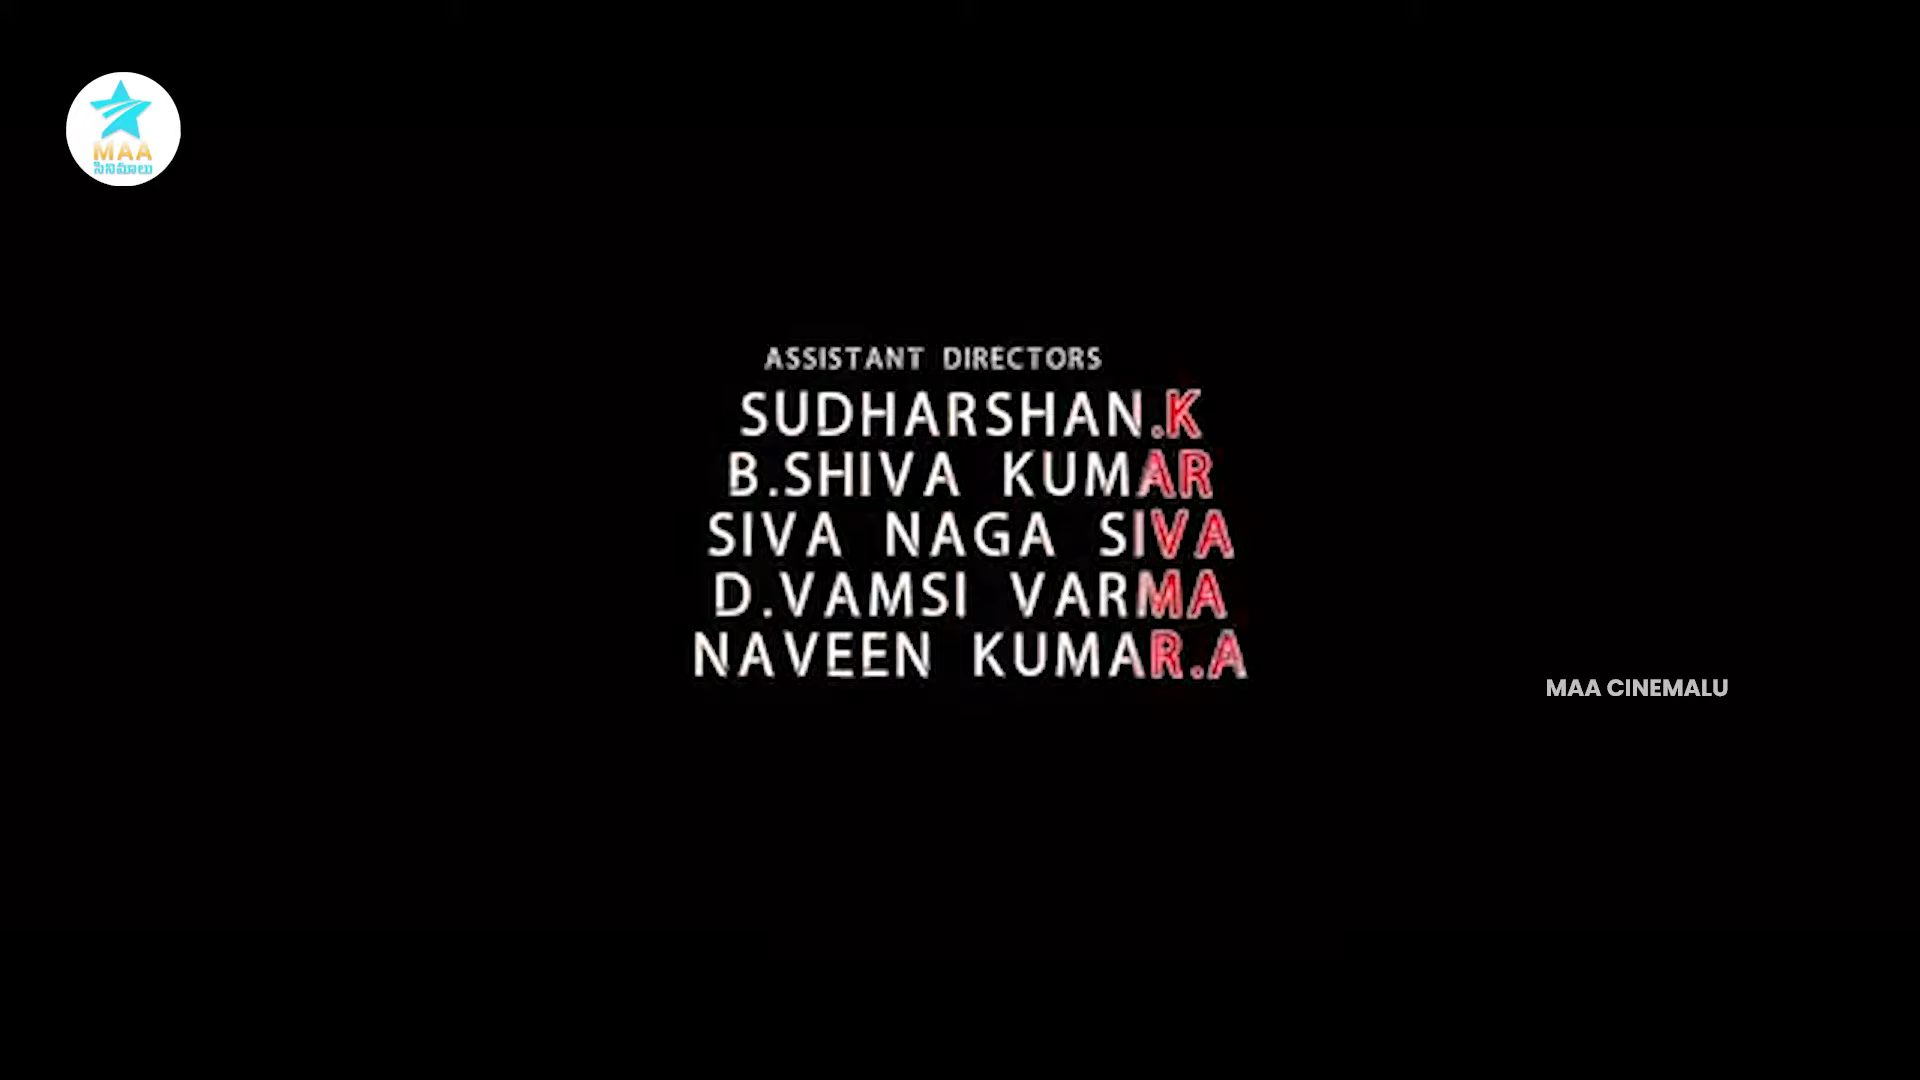 MAA
సినిమాలు
ASSISTANT DIRECTORS
SUDHARSHAN.K
B.SHIVA KUMAR
SIVA NAGA SIVA
D.VAMSI VARMA
NAVEEN KUMAR.A
MAA CINEMALU